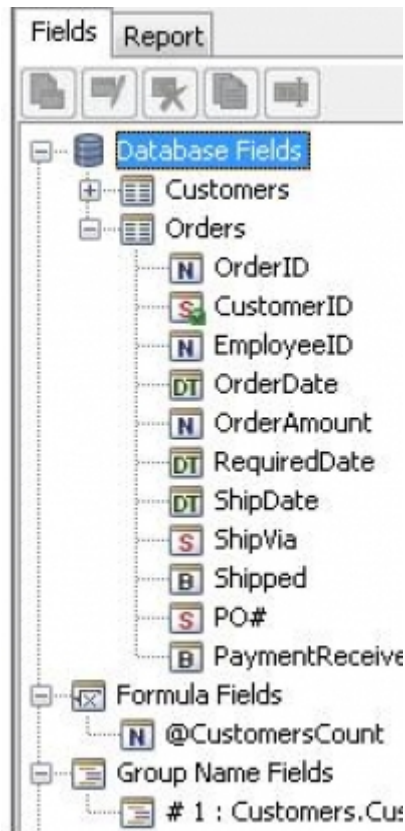 Fields Report
Database Fields
Customers
Orders
N OrderID
S CustomerID
N EmployeeID
DT OrderDate
N OrderAmount
DT RequiredDate
DT ShipDate
S ShipVia
B Shipped
S PO#
B PaymentReceive
Formula Fields
N @CustomersCount
Group Name Fields
# 1 : Customers.Cus